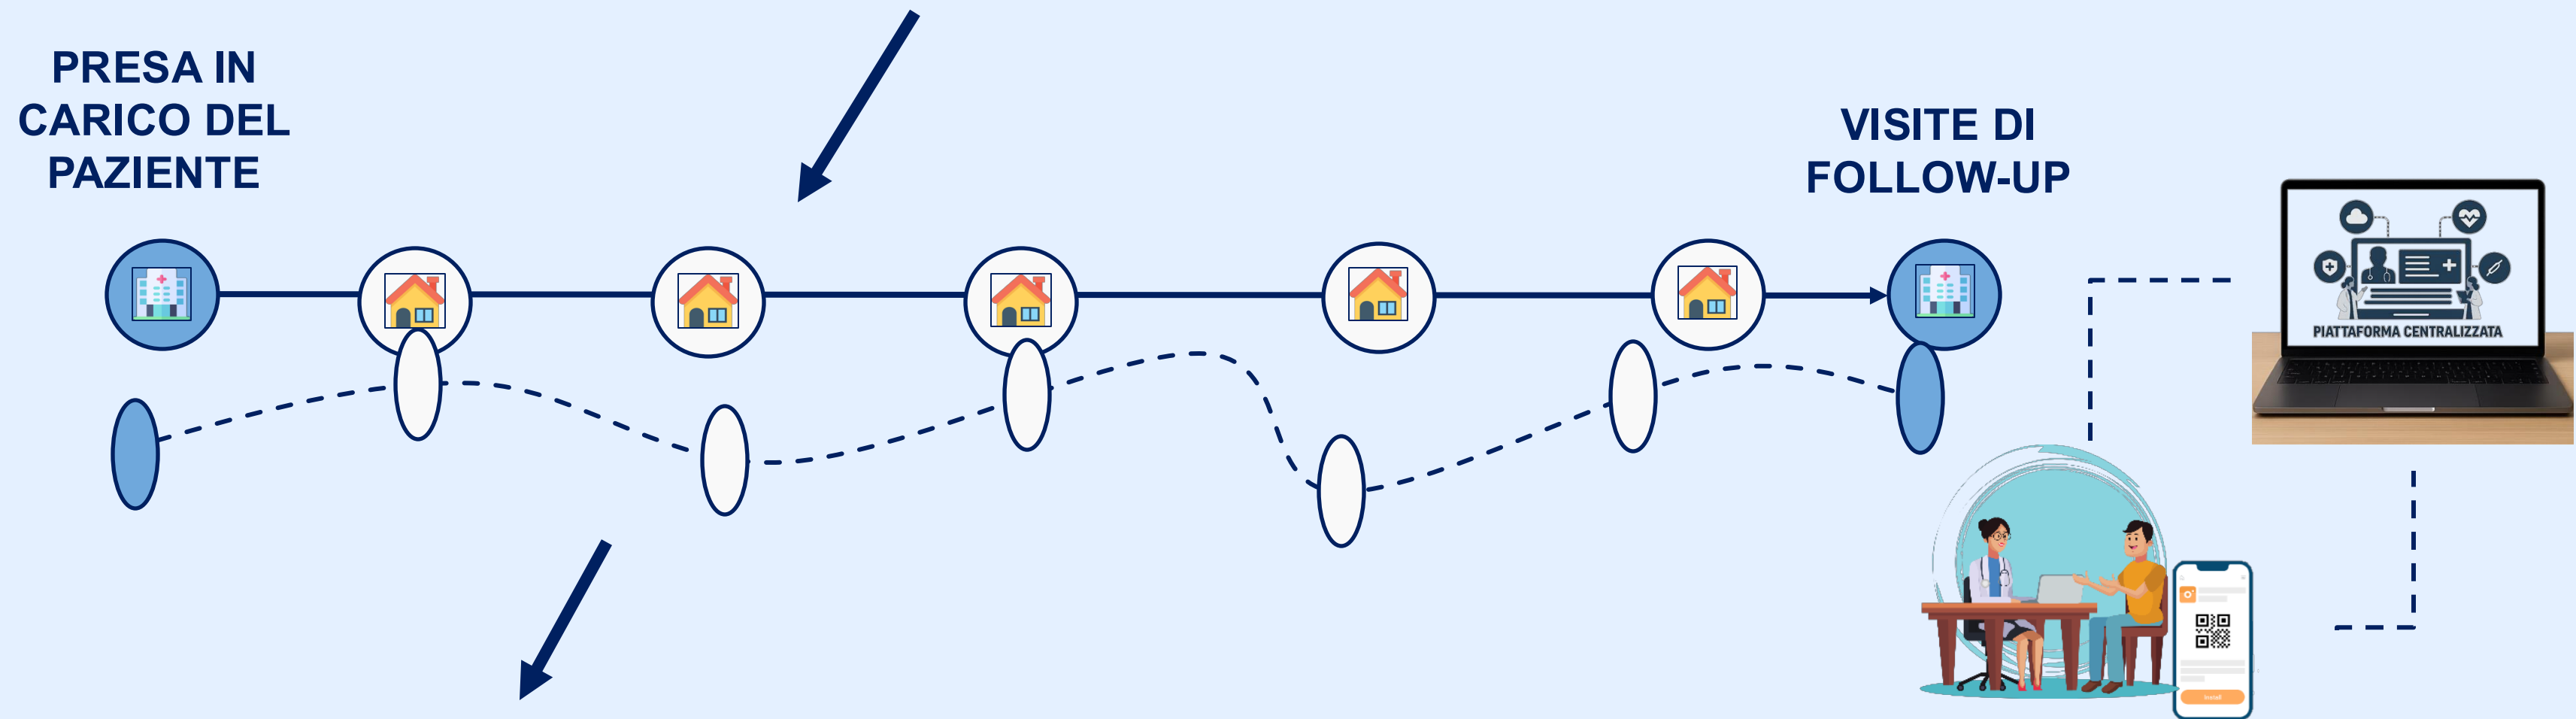 PRESA IN
CARICO DEL
PAZIENTE
VISITE DI
FOLLOW-UP
PIATTAFORMA CENTRALIZZATA